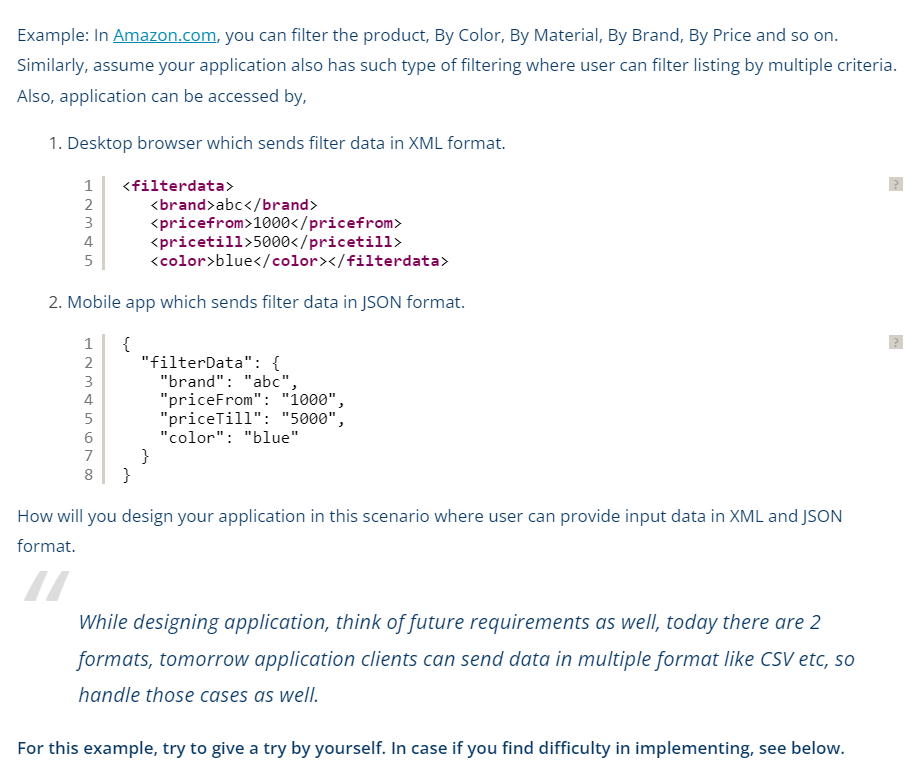 Example: In Amazon.com, you can filter the product, By Color, By Material, By Brand, By Price and so on.
Similarly, assume your application also has such type of filtering where user can filter listing by multiple criteria.
Also, application can be accessed by,
1. Desktop browser which sends filter data in XML format.
?
1 <filterdata>
2 <brand>abc</brand>
3 <pricefrom>1000</pricefrom>
4 <pricetill>5000</pricetill>
5 <color>blue</color></filterdata>
2. Mobile app which sends filter data in JSON format.
?
1 {
2 "filterData": {
3 "brand": "abc",
4 "priceFrom": "1000",
5 "priceTill": "5000",
6 "color": "blue"
7 }
8 }
How will you design your application in this scenario where user can provide input data in XML and JSON
format.
While designing application, think of future requirements as well, today there are 2
formats, tomorrow application clients can send data in multiple format like CSV etc, so
handle those cases as well.
For this example, try to give a try by yourself. In case if you find difficulty in implementing, see below.